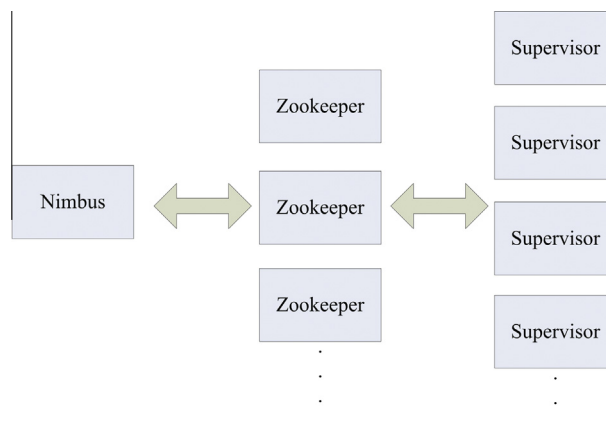 Nimbus
Zookeeper
Zookeeper
Zookeeper
.
.
.
Supervisor
Supervisor
Supervisor
Supervisor
.
.